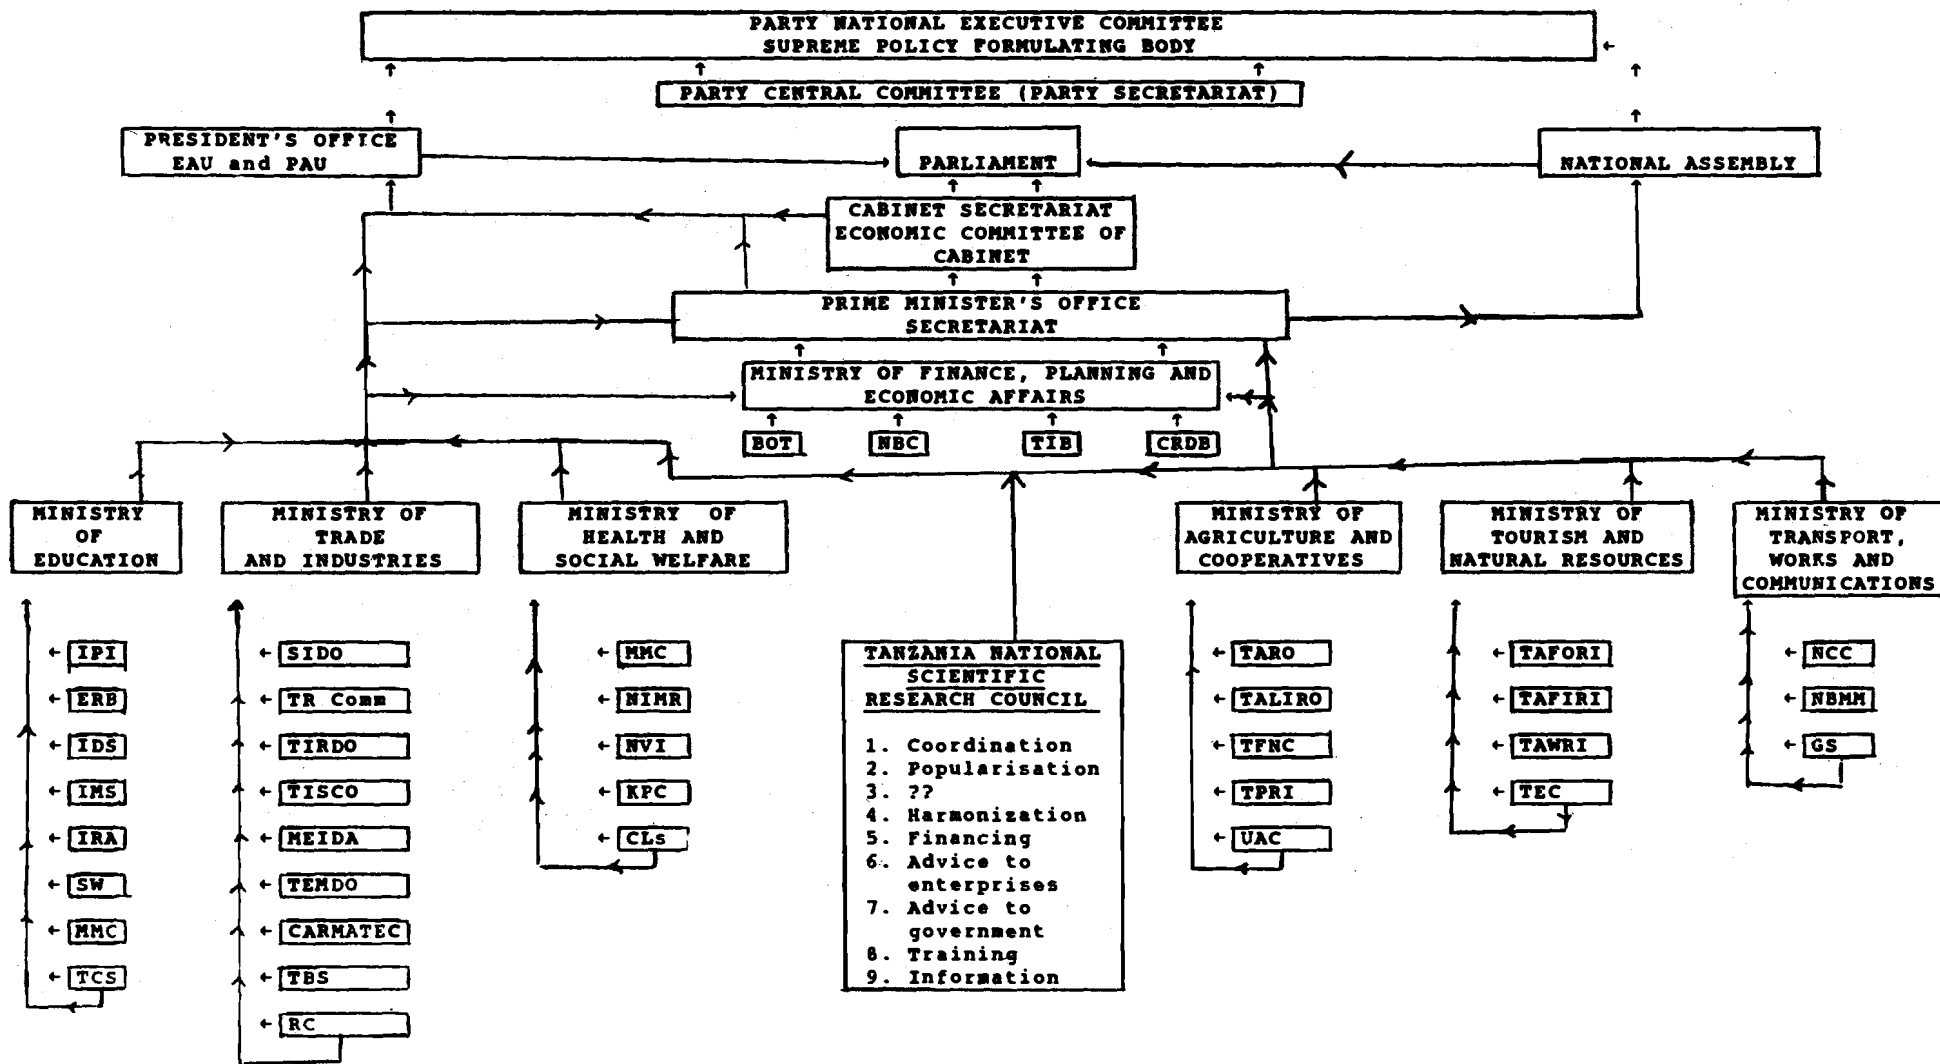 PARTY NATIONAL EXECUTIVE COMMITTEE
SUPREME POLICY FORMULATING BODY
PARTY CENTRAL COMMITTEE (PARTY SECRETARIAT)
PRESIDENT'S OFFICE
EAU and PAU
PARLIAMENT
NATIONAL ASSEMBLY
CABINET SECRETARIAT
ECONOMIC COMMITTEE OF
CABINET
PRIME MINISTER'S OFFICE
SECRETARIAT
MINISTRY OF FINANCE, PLANNING AND
ECONOMIC AFFAIRS
BOT
NBC
TIB
CRDB
MINISTRY
OF
EDUCATION
MINISTRY OF
TRADE
AND INDUSTRIES
MINISTRY OF
HEALTH AND
SOCIAL WELFARE
MINISTRY OF
AGRICULTURE AND
COOPERATIVES
MINISTRY OF
TOURISM AND
NATURAL RESOURCES
MINISTRY OF
TRANSPORT,
WORKS AND
COMMUNICATIONS
IPI
ERB
IDS
IMS
IRA
SW
MMC
TCS
SIDO
TR Comm
TIRDO
TISCO
MEIDA
TEMDO
CARMATEC
TBS
RC
MMC
NIMR
NVI
KPC
CLs
TANZANIA NATIONAL
SCIENTIFIC
RESEARCH COUNCIL
1. Coordination
2. Popularisation
3. ??
4. Harmonization
5. Financing
6. Advice to
enterprises
7. Advice to
government
8. Training
9. Information
TARO
TALIRO
TFNC
TPRI
UAC
TAFORI
TAFIRI
TAWRI
TEC
NCC
NBMM
GS